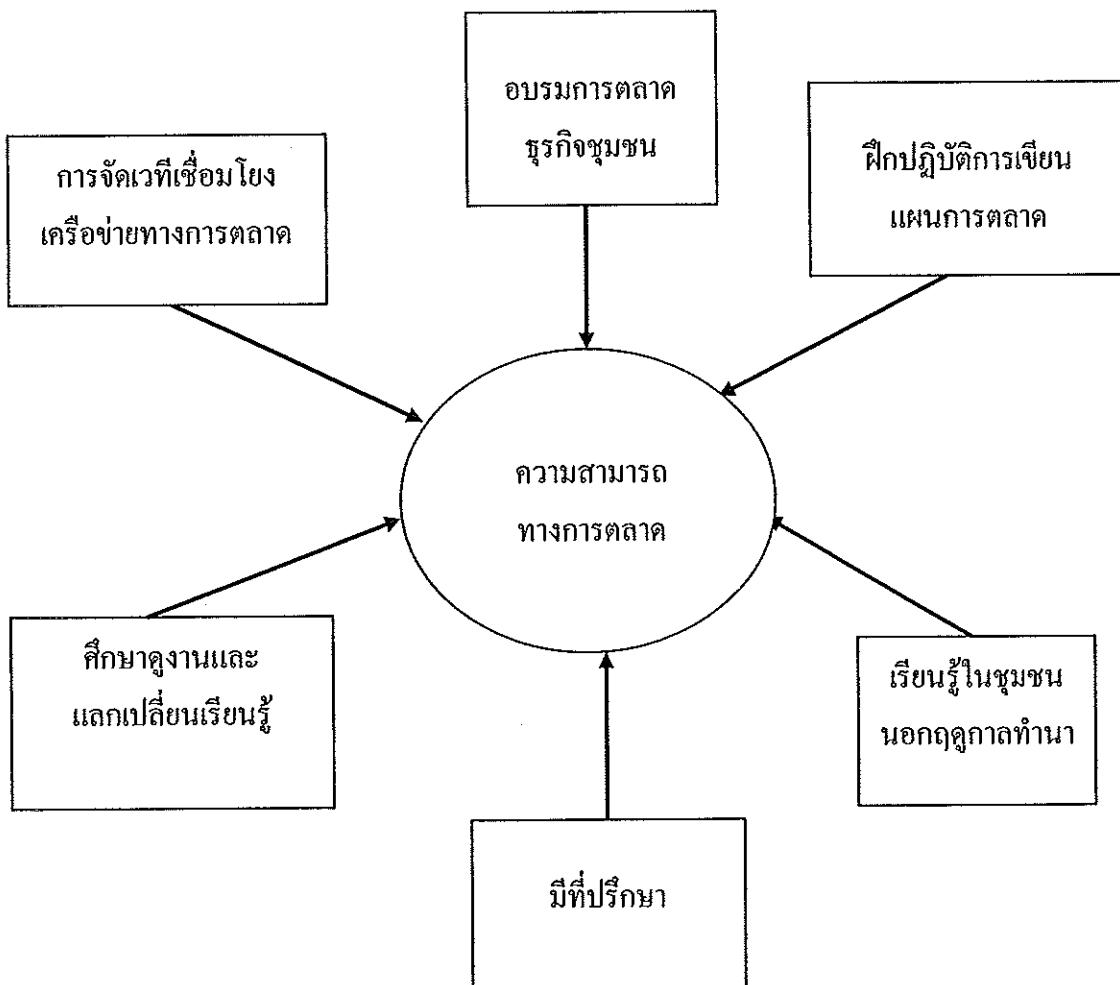 อบรมการตลาด
ธุรกิจชุมชน
ฝึกปฏิบัติการเขียน
แผนการตลาด
การจัดเวทีเชื่อมโยง
เครือข่ายทางการตลาด
ความสามารถ
ทางการตลาด
ศึกษาดูงานและ
แลกเปลี่ยนเรียนรู้
เรียนรู้ในชุมชน
นอกฤดูกาลทำนา
มีที่ปรึกษา